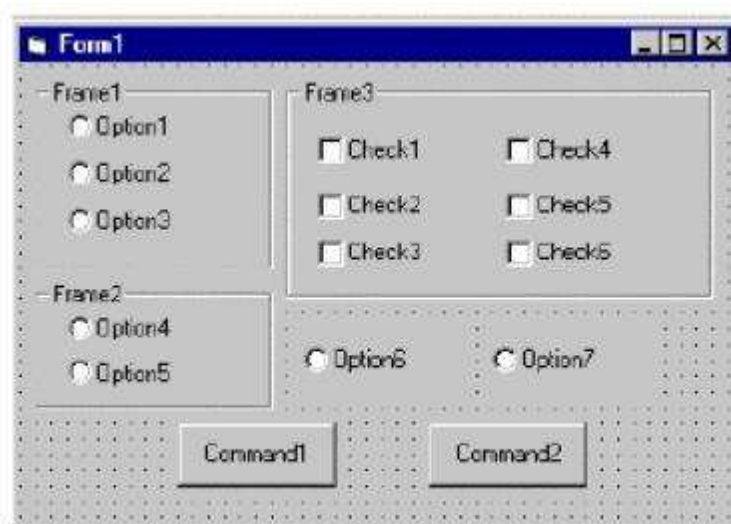 Form1
Frame1
Option1
Option2
Option3
Frame2
Option4
Option5
Frame3
Check1
Check4
Check2
Check5
Check3
Check6
Option6
Option7
Command1
Command2